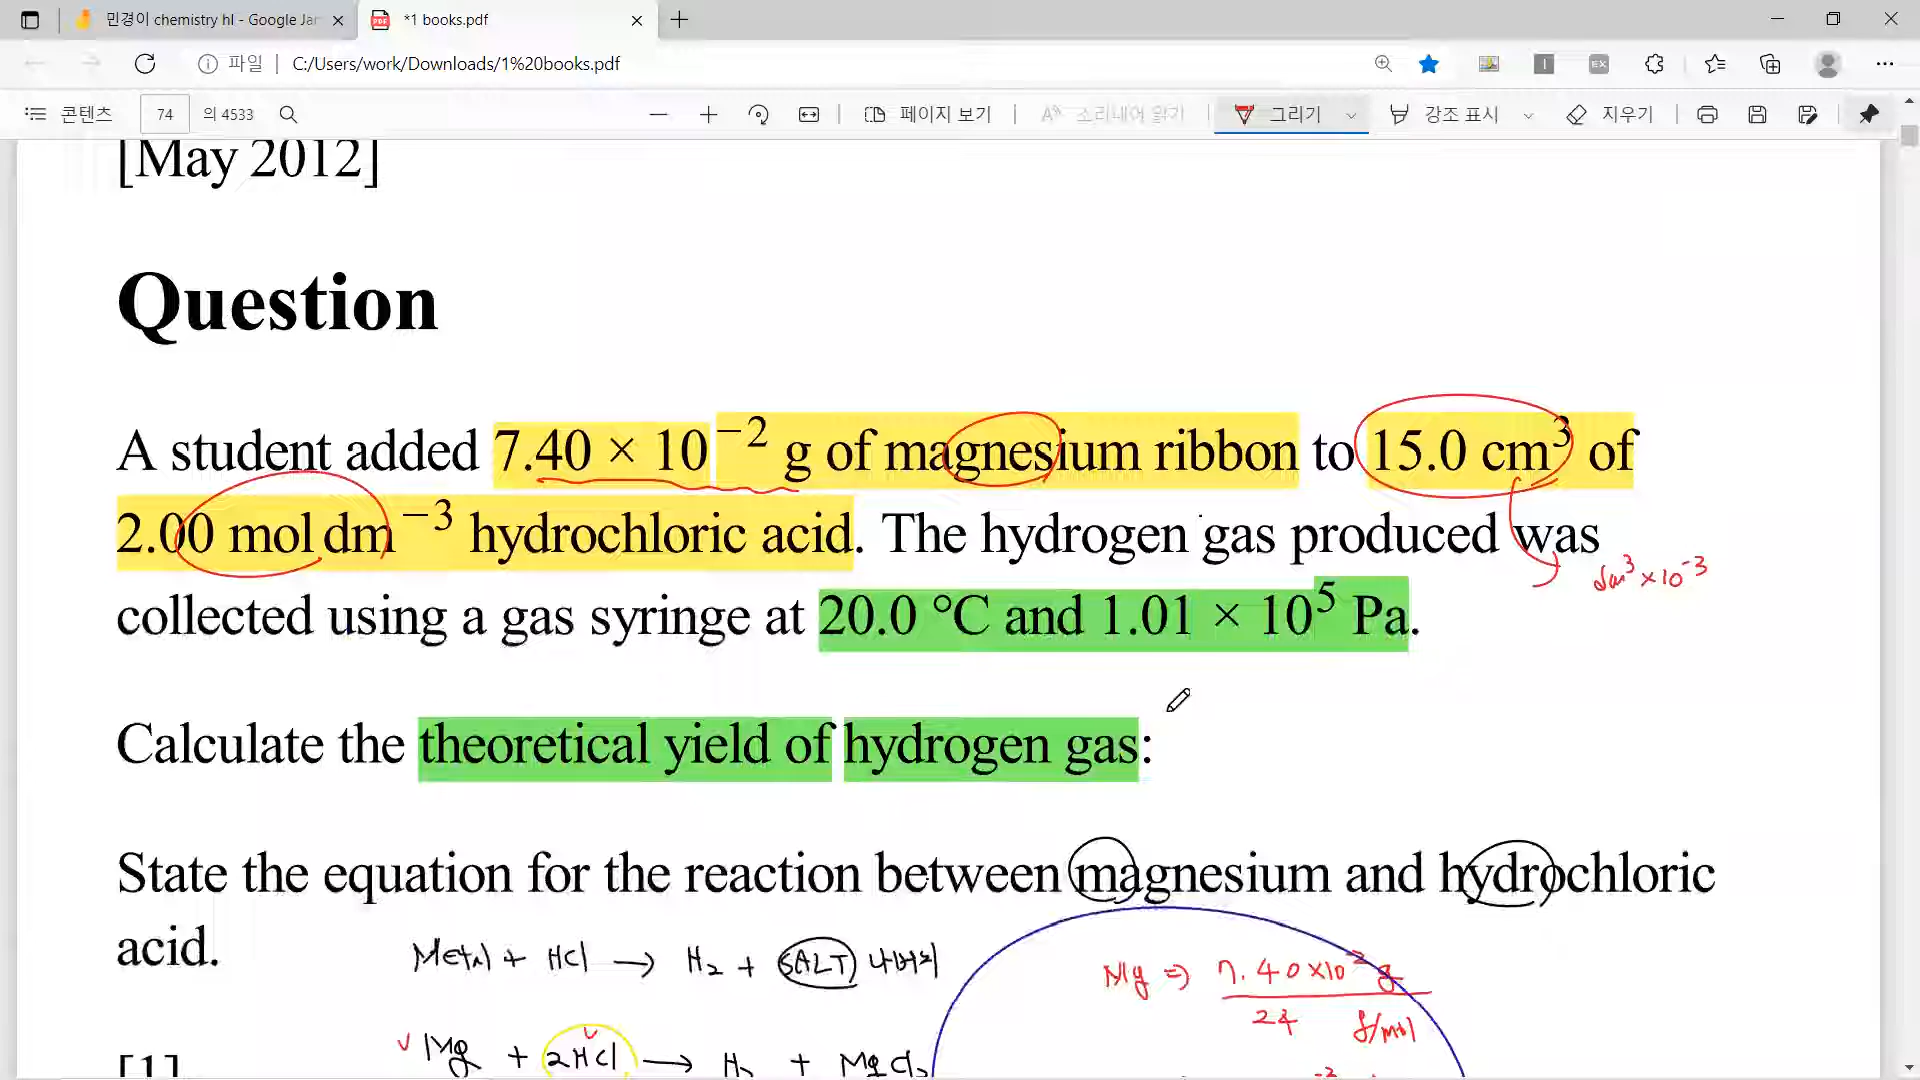 민경이 chemistry hl - Google Jar
*1 books.pdf
파일 C:/Users/work/Downloads/1%20books.pdf
콘텐츠 74 의 4533 페이지 보기 소리내어 읽기 그리기 강조 표시 지우기
[May 2012]
Question
A student added 7.40 × 10⁻² g of magnesium ribbon to 15.0 cm³ of
2.00 mol dm⁻³ hydrochloric acid. The hydrogen gas produced was
dm³ × 10⁻³
collected using a gas syringe at 20.0 °C and 1.01 × 10⁵ Pa.
Calculate the theoretical yield of hydrogen gas:
State the equation for the reaction between magnesium and hydrochloric
acid.
Metal + HCl → H₂ + SALT
Mg ⇒ 7.40×10⁻² g
24 g/mol
[1]
Mg + 2HCl → H₂ + MgCl₂